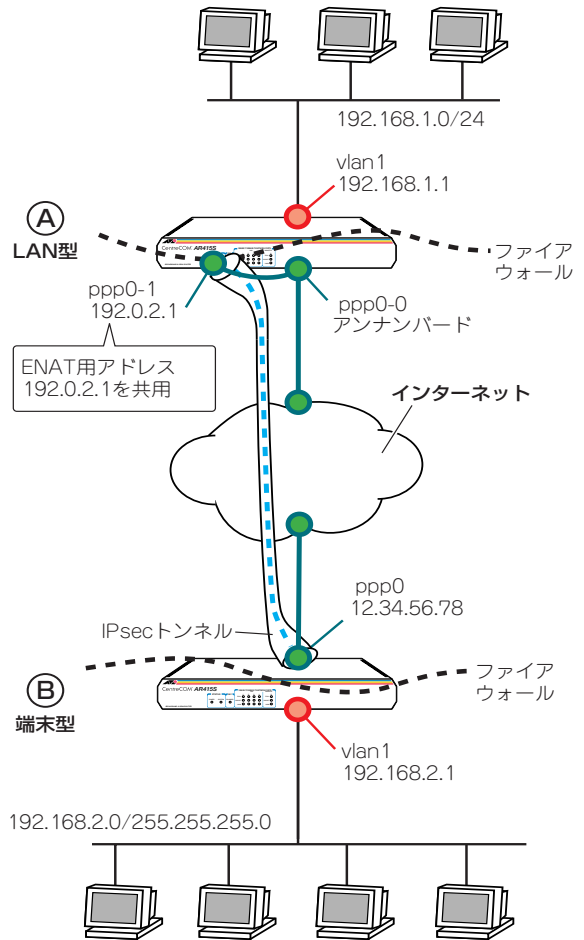 192.168.1.0/24
vlan1
192.168.1.1
A
LAN型
CentreCOM AR415S
ファイア
ウォール
ppp0-1
192.0.2.1
ppp0-0
アンナンバード
ENAT用アドレス
192.0.2.1を共用
インターネット
ppp0
12.34.56.78
IPsecトンネル
ファイア
ウォール
B
端末型
CentreCOM AR415S
vlan1
192.168.2.1
192.168.2.0/255.255.255.0